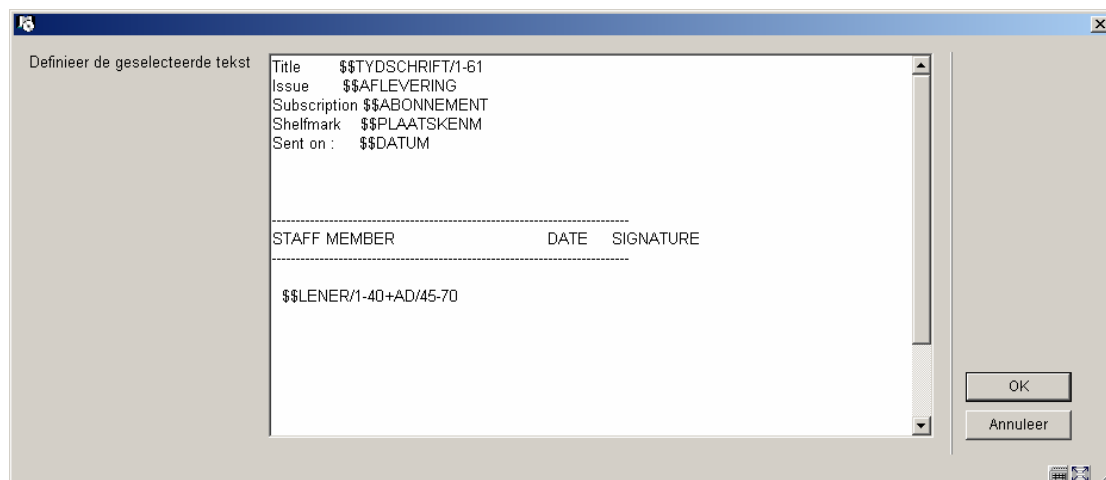 Definieer de geselecteerde tekst
Title $$TYDSCHRIFT/1-61
Issue $$AFLEVERING
Subscription $$ABONNEMENT
Shelfmark $$PLAATSKENM
Sent on : $$DATUM
--------------------------------------------------------------------------------
STAFF MEMBER DATE SIGNATURE
--------------------------------------------------------------------------------
$$LENER/1-40+AD/45-70
OK
Annuleer